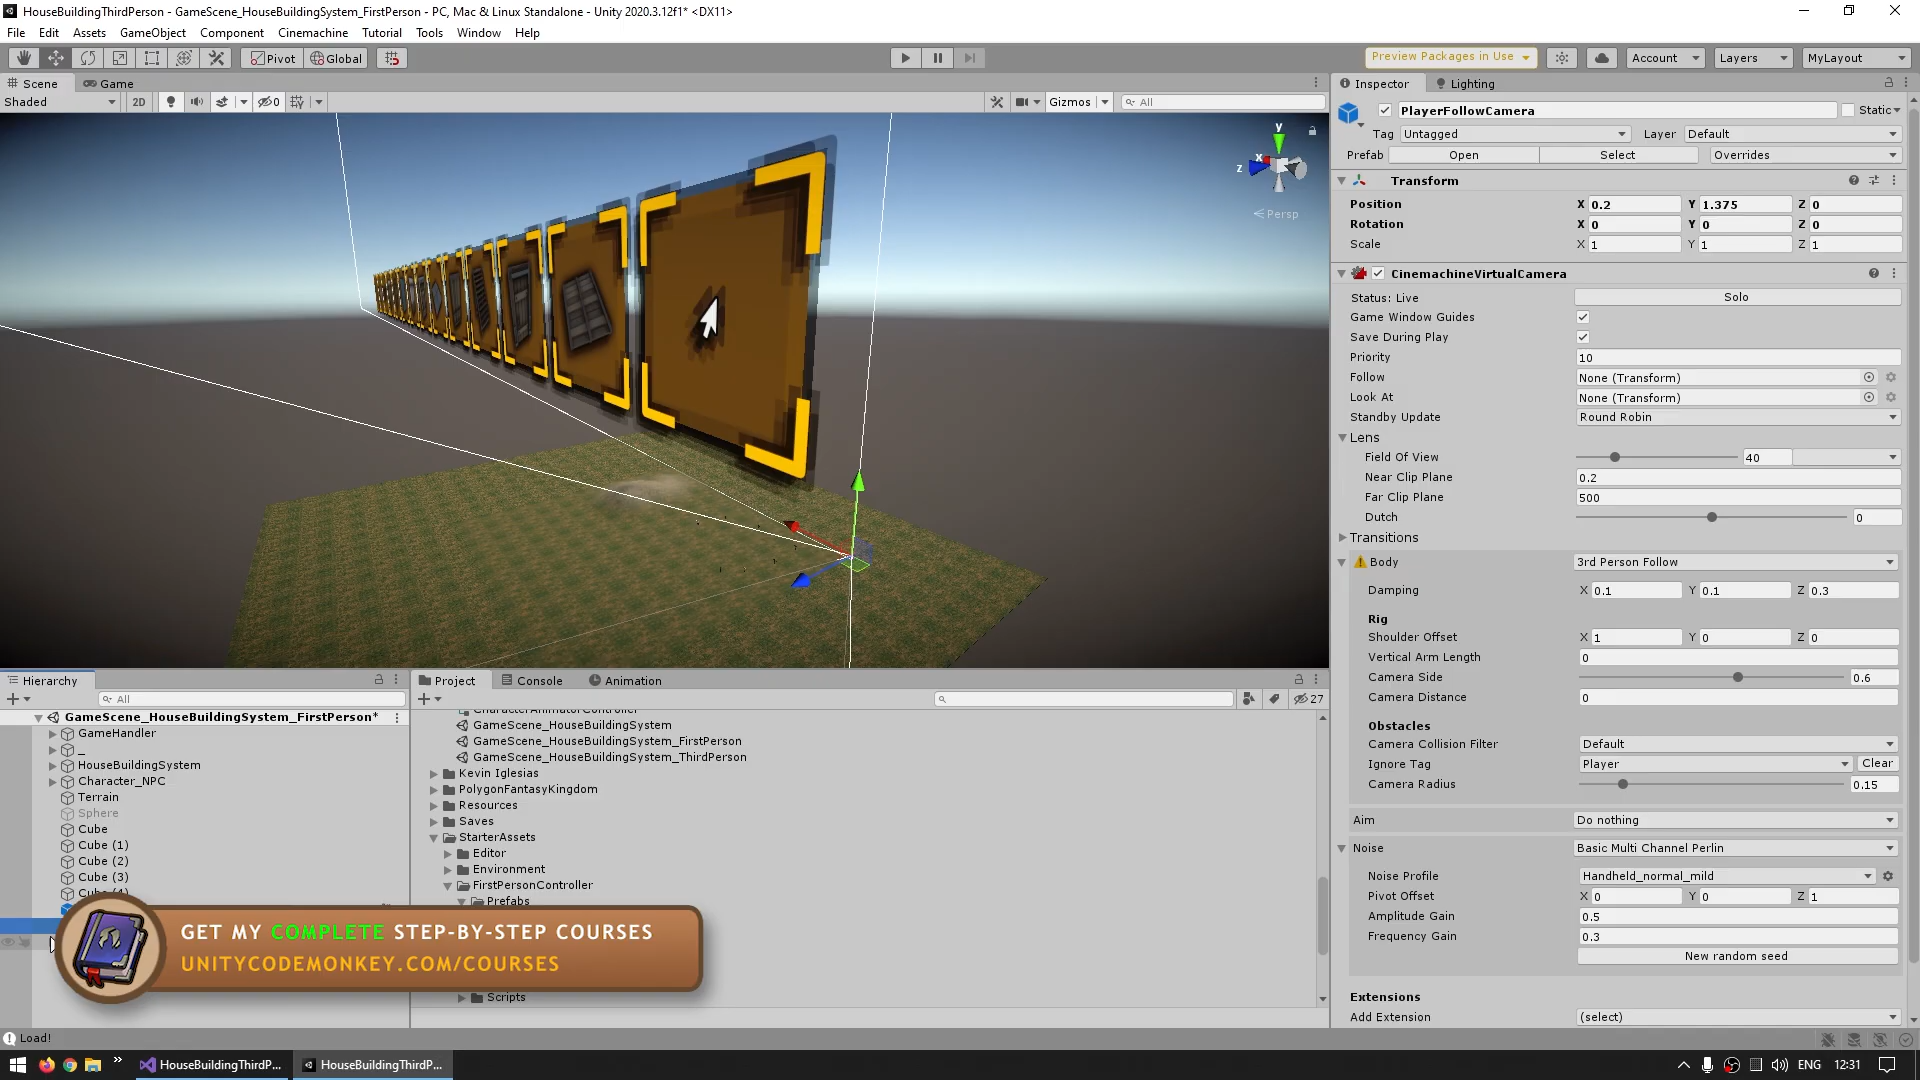 HouseBuildingThirdPerson - GameScene_HouseBuildingSystem_FirstPerson - PC, Mac & Linux Standalone - Unity 2020.3.12f1* <DX11>
File Edit Assets GameObject Component Cinemachine Tutorial Tools Window Help
Pivot Global
Preview Packages in Use Account Layers MyLayout
Scene Game
Shaded 2D 0 Gizmos All
y
x
z
Persp
Inspector Lighting
PlayerFollowCamera Static
Tag Untagged Layer Default
Prefab Open Select Overrides
Transform
Position X 0.2 Y 1.375 Z 0
Rotation X 0 Y 0 Z 0
Scale X 1 Y 1 Z 1
CinemachineVirtualCamera
Status: Live Solo
Game Window Guides
Save During Play
Priority 10
Follow None (Transform)
Look At None (Transform)
Standby Update Round Robin
Lens
Field Of View 40
Near Clip Plane 0.2
Far Clip Plane 500
Dutch 0
Transitions
Body 3rd Person Follow
Damping X 0.1 Y 0.1 Z 0.3
Rig
Shoulder Offset X 1 Y 0 Z 0
Vertical Arm Length 0
Camera Side 0.6
Camera Distance 0
Obstacles
Camera Collision Filter Default
Ignore Tag Player Clear
Camera Radius 0.15
Aim Do nothing
Noise Basic Multi Channel Perlin
Noise Profile Handheld_normal_mild
Pivot Offset X 0 Y 0 Z 1
Amplitude Gain 0.5
Frequency Gain 0.3
New random seed
Extensions
Add Extension (select)
Hierarchy
All
GameScene_HouseBuildingSystem_FirstPerson*
GameHandler
_
HouseBuildingSystem
Character_NPC
Terrain
Sphere
Cube
Cube (1)
Cube (2)
Cube (3)
Cube (4)
Project Console Animation
27
CharacterAnimatorController
GameScene_HouseBuildingSystem
GameScene_HouseBuildingSystem_FirstPerson
GameScene_HouseBuildingSystem_ThirdPerson
Kevin Iglesias
PolygonFantasyKingdom
Resources
Saves
StarterAssets
Editor
Environment
FirstPersonController
Prefabs
Scripts
GET MY COMPLETE STEP-BY-STEP COURSES
UNITYCODEMONKEY.COM/COURSES
Load!
HouseBuildingThirdP... HouseBuildingThirdP... ENG 12:31